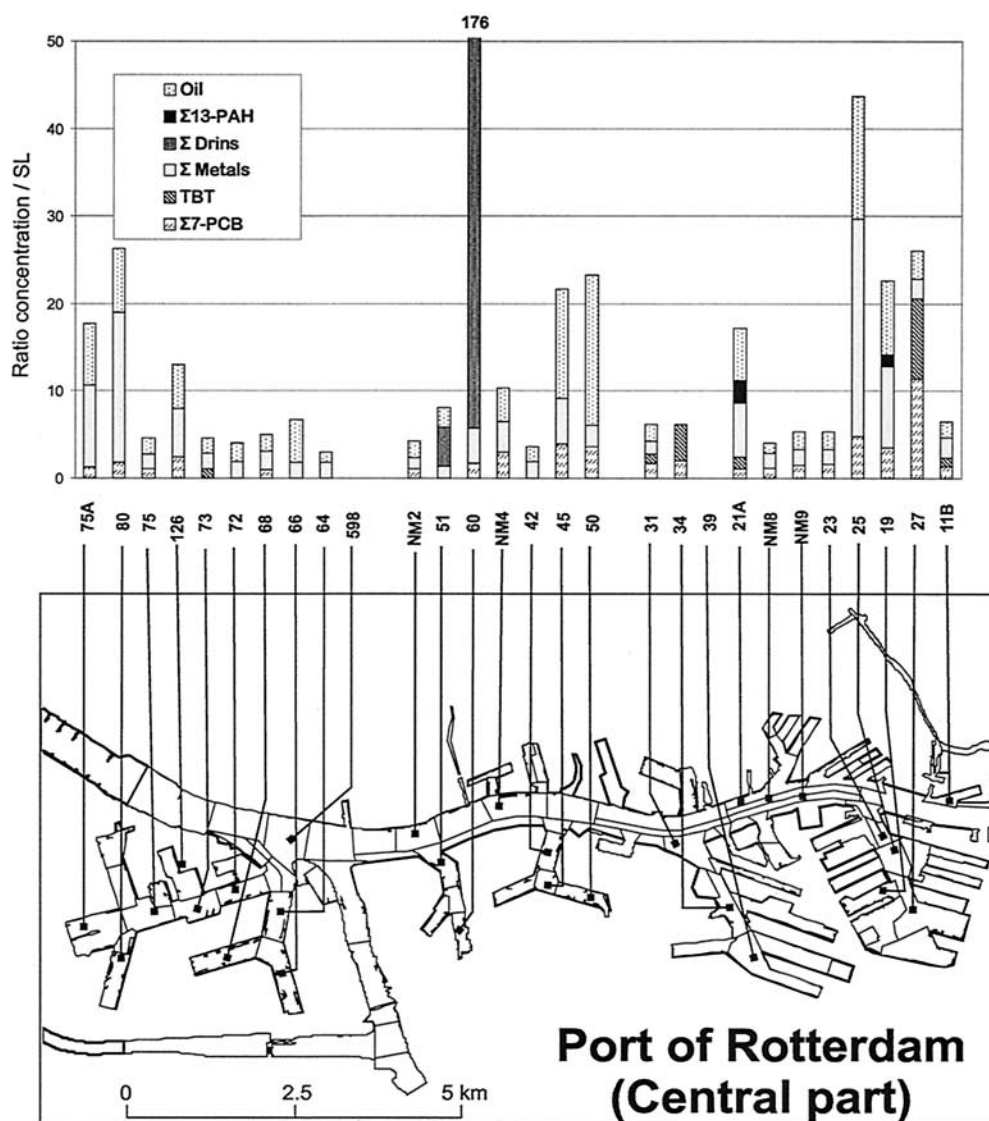 176
50
40
30
20
10
0
Ratio concentration / SL
Oil
Σ13-PAH
Σ Drins
Σ Metals
TBT
Σ7-PCB
75A
80
75
126
73
72
68
66
64
598
NM2
51
60
NM4
42
45
50
31
34
39
21A
NM8
NM9
23
25
19
27
11B
Port of Rotterdam
(Central part)
0 2.5 5 km